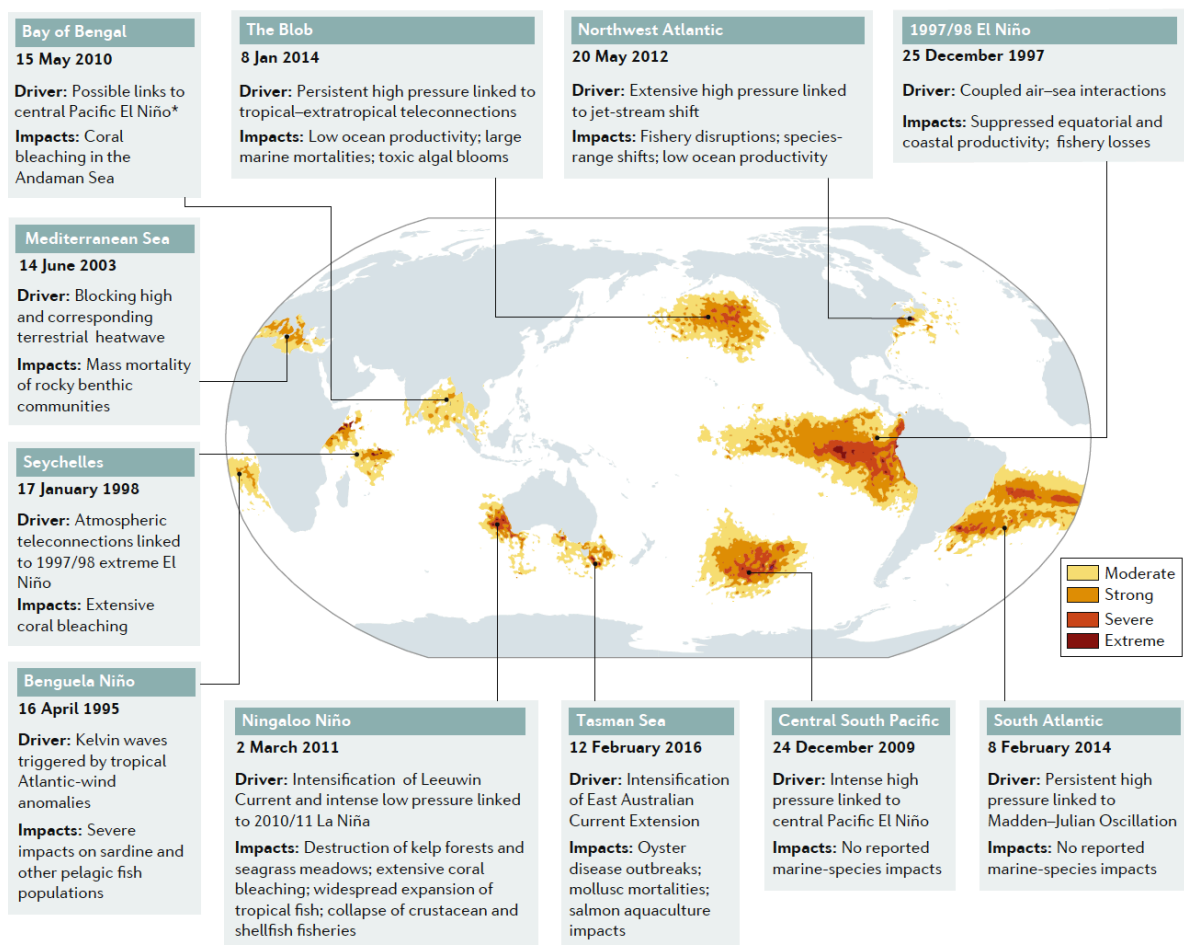 Bay of Bengal
15 May 2010
Driver: Possible links to
central Pacific El Niño*
Impacts: Coral
bleaching in the
Andaman Sea
The Blob
8 Jan 2014
Driver: Persistent high pressure linked to
tropical–extratropical teleconnections
Impacts: Low ocean productivity; large
marine mortalities; toxic algal blooms
Northwest Atlantic
20 May 2012
Driver: Extensive high pressure linked
to jet-stream shift
Impacts: Fishery disruptions; species-
range shifts; low ocean productivity
1997/98 El Niño
25 December 1997
Driver: Coupled air–sea interactions
Impacts: Suppressed equatorial and
coastal productivity; fishery losses
Mediterranean Sea
14 June 2003
Driver: Blocking high
and corresponding
terrestrial heatwave
Impacts: Mass mortality
of rocky benthic
communities
Seychelles
17 January 1998
Driver: Atmospheric
teleconnections linked
to 1997/98 extreme El
Niño
Impacts: Extensive
coral bleaching
Moderate
Strong
Severe
Extreme
Benguela Niño
16 April 1995
Driver: Kelvin waves
triggered by tropical
Atlantic-wind
anomalies
Impacts: Severe
impacts on sardine and
other pelagic fish
populations
Ningaloo Niño
2 March 2011
Driver: Intensification of Leeuwin
Current and intense low pressure linked
to 2010/11 La Niña
Impacts: Destruction of kelp forests and
seagrass meadows; extensive coral
bleaching; widespread expansion of
tropical fish; collapse of crustacean and
shellfish fisheries
Tasman Sea
12 February 2016
Driver: Intensification
of East Australian
Current Extension
Impacts: Oyster
disease outbreaks;
mollusc mortalities;
salmon aquaculture
impacts
Central South Pacific
24 December 2009
Driver: Intense high
pressure linked to
central Pacific El Niño
Impacts: No reported
marine-species impacts
South Atlantic
8 February 2014
Driver: Persistent high
pressure linked to
Madden–Julian Oscillation
Impacts: No reported
marine-species impacts